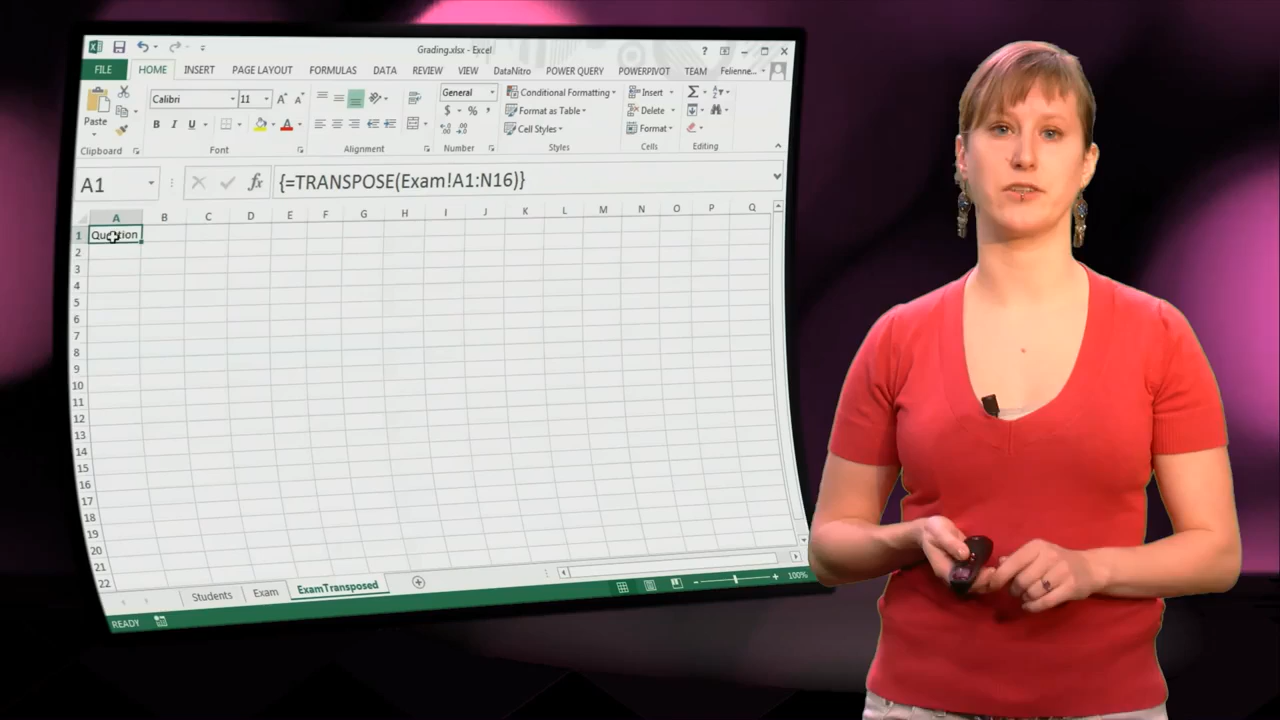 Grading.xlsx - Excel
FILE HOME INSERT PAGE LAYOUT FORMULAS DATA REVIEW VIEW DataNitro POWER QUERY POWERPIVOT TEAM Felienne...
Calibri 11 General Conditional Formatting Insert
Paste $ % Format as Table Delete
B I U A Cell Styles Format
Clipboard Font Alignment Number Styles Cells Editing
A1 fx {=TRANSPOSE(Exam!A1:N16)}
A B C D E F G H I J K L M N O P Q
1 Question
2
3
4
5
6
7
8
9
10
11
12
13
14
15
16
17
18
19
20
21
22
Students Exam ExamTransposed
READY 100%